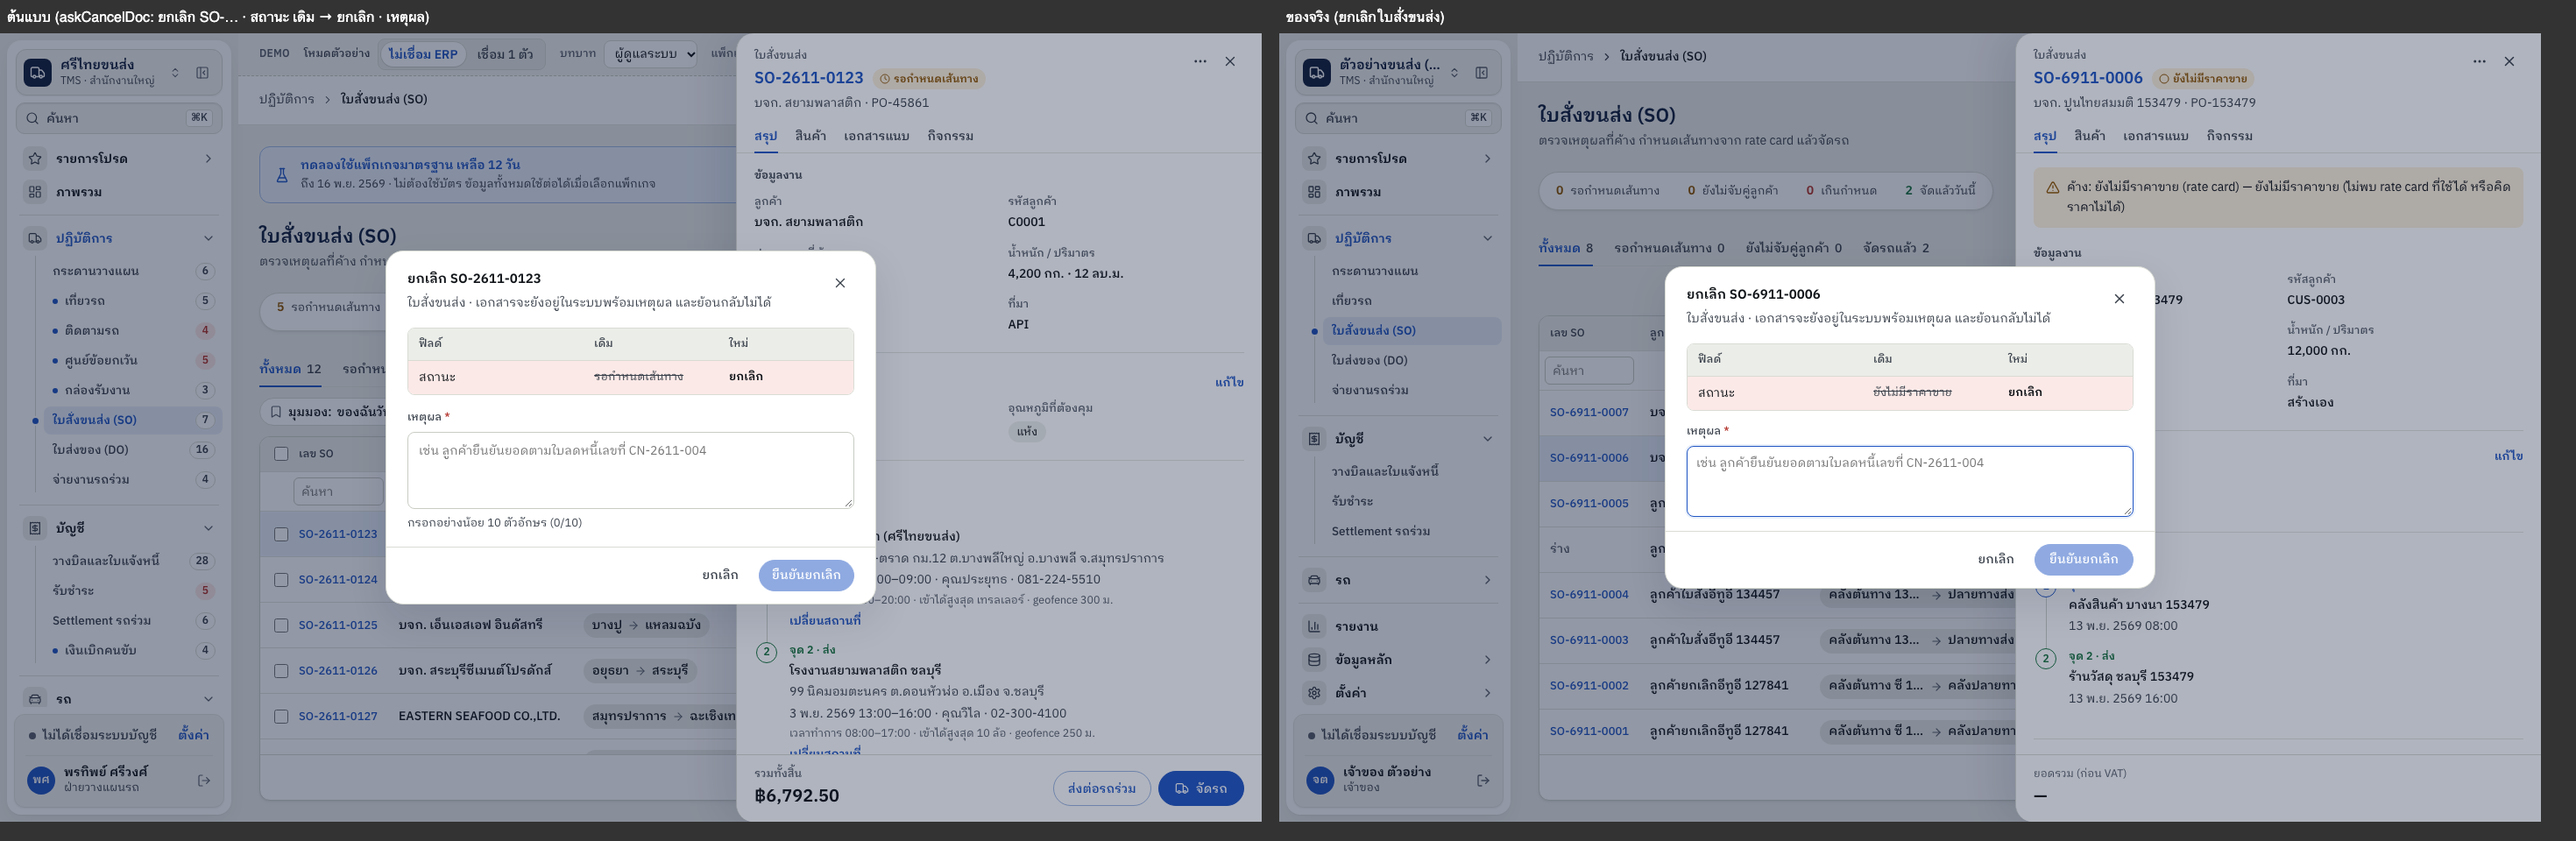 ต้นแบบ (askCancelDoc: ยกเลิก SO-... · สถานะ เดิม → ยกเลิก · เหตุผล)
ศรีไทยขนส่ง
TMS · สำนักงานใหญ่
ค้นหา ⌘K
รายการโปรด
ภาพรวม
ปฏิบัติการ
กระดานวางแผน 6
เที่ยวรถ 5
ติดตามรถ 4
ศูนย์ข้อยกเว้น 5
กล่องรับงาน 3
ใบสั่งขนส่ง (SO) 7
ใบส่งของ (DO) 16
จ่ายงานรถร่วม 4
บัญชี
วางบิลและใบแจ้งหนี้ 28
รับชำระ 5
Settlement รถร่วม 6
เงินเบิกคนขับ 4
รถ
ไม่ได้เชื่อมระบบบัญชี ตั้งค่า
พศ พรทิพย์ ศรีวงศ์
ฝ่ายวางแผนรถ
DEMO โหมดตัวอย่าง ไม่เชื่อม ERP เชื่อม 1 ตัว บทบาท ผู้ดูแลระบบ
ปฏิบัติการ > ใบสั่งขนส่ง (SO)
ทดลองใช้แพ็กเกจมาตรฐาน เหลือ 12 วัน
ถึง 16 พ.ย. 2569 · ไม่ต้องใช้บัตร ข้อมูลทั้งหมดใช้ต่อได้เมื่อเลือกแพ็กเกจ
ใบสั่งขนส่ง (SO)
5 รอกำหนดเส้นทาง
ทั้งหมด 12
มุมมอง: ของฉันวัน
เลข SO
ค้นหา
SO-2611-0123
SO-2611-0124
SO-2611-0125 บจก. เอ็นเอสเอฟ อินดัสทรี บางปู → แหลมฉบัง
SO-2611-0126 บจก. สระบุรีซีเมนต์โปรดักส์ อยุธยา → สระบุรี
SO-2611-0127 EASTERN SEAFOOD CO.,LTD. สมุทรปราการ → ฉะเชิงเท
ใบสั่งขนส่ง
SO-2611-0123 รอกำหนดเส้นทาง
บจก. สยามพลาสติก · PO-45861
สรุป สินค้า เอกสารแนบ กิจกรรม
ข้อมูลงาน
ลูกค้า รหัสลูกค้า
บจก. สยามพลาสติก C0001
น้ำหนัก / ปริมาตร
4,200 กก. · 12 ลบ.ม.
ที่มา
API
แก้ไข
อุณหภูมิที่ต้องคุม
แห้ง
(ศรีไทยขนส่ง)
-ตราด กม.12 ต.บางพลีใหญ่ อ.บางพลี จ.สมุทรปราการ
00–09:00 · คุณประยุทธ · 081-224-5510
0–20:00 · เข้าได้สูงสุด เทรลเลอร์ · geofence 300 ม.
เปลี่ยนสถานที่
2 จุด 2 · ส่ง
โรงงานสยามพลาสติก ชลบุรี
99 นิคมอมตะนคร ต.ดอนหัวฬ่อ อ.เมือง จ.ชลบุรี
3 พ.ย. 2569 13:00–16:00 · คุณวิไล · 02-300-4100
เวลาทำการ 08:00–17:00 · เข้าได้สูงสุด 10 ล้อ · geofence 250 ม.
เปลี่ยนสถานที่
รวมทั้งสิ้น
฿6,792.50
ส่งต่อรถร่วม จัดรถ
ยกเลิก SO-2611-0123
ใบสั่งขนส่ง · เอกสารจะยังอยู่ในระบบพร้อมเหตุผล และย้อนกลับไม่ได้
ฟิลด์ เดิม ใหม่
สถานะ รอกำหนดเส้นทาง ยกเลิก
เหตุผล *
เช่น ลูกค้ายืนยันยอดตามใบลดหนี้เลขที่ CN-2611-004
กรอกอย่างน้อย 10 ตัวอักษร (0/10)
ยกเลิก ยืนยันยกเลิก
ของจริง (ยกเลิกใบสั่งขนส่ง)
ตัวอย่างขนส่ง (...
TMS · สำนักงานใหญ่
ค้นหา ⌘K
รายการโปรด
ภาพรวม
ปฏิบัติการ
กระดานวางแผน
เที่ยวรถ
ใบสั่งขนส่ง (SO)
ใบส่งของ (DO)
จ่ายงานรถร่วม
บัญชี
วางบิลและใบแจ้งหนี้
รับชำระ
Settlement รถร่วม
รถ
รายงาน
ข้อมูลหลัก
ตั้งค่า
ไม่ได้เชื่อมระบบบัญชี ตั้งค่า
จต เจ้าของ ตัวอย่าง
เจ้าของ
ปฏิบัติการ > ใบสั่งขนส่ง (SO)
ใบสั่งขนส่ง (SO)
ตรวจเหตุผลที่ค้าง กำหนดเส้นทางจาก rate card แล้วจัดรถ
0 รอกำหนดเส้นทาง 0 ยังไม่จับคู่ลูกค้า 0 เกินกำหนด 2 จัดแล้ววันนี้
ทั้งหมด 8 รอกำหนดเส้นทาง 0 ยังไม่จับคู่ลูกค้า 0 จัดรถแล้ว 2
เลข SO
ค้นหา
SO-6911-0007
SO-6911-0006
SO-6911-0005
ร่าง
SO-6911-0004 ลูกค้าใบสั่งอีทูอี 134457 คลังต้นทาง 13... → ปลายทางส่ง
SO-6911-0003 ลูกค้าใบสั่งอีทูอี 134457 คลังต้นทาง 13... → ปลายทางส่ง
SO-6911-0002 ลูกค้ายกเลิกอีทูอี 127841 คลังต้นทาง ซี 1... → คลังปลายทา
SO-6911-0001 ลูกค้ายกเลิกอีทูอี 127841 คลังต้นทาง ซี 1... → คลังปลายทา
ใบสั่งขนส่ง
SO-6911-0006 ยังไม่มีราคาขาย
บจก. ปูนไทยสมมติ 153479 · PO-153479
สรุป สินค้า เอกสารแนบ กิจกรรม
ค้าง: ยังไม่มีราคาขาย (rate card) — ยังไม่มีราคาขาย (ไม่พบ rate card ที่ใช้ได้ หรือคิด
ราคาไม่ได้)
ข้อมูลงาน
รหัสลูกค้า
3479 CUS-0003
น้ำหนัก / ปริมาตร
12,000 กก.
ที่มา
สร้างเอง
แก้ไข
คลังสินค้า บางนา 153479
13 พ.ย. 2569 08:00
2 จุด 2 · ส่ง
ร้านวัสดุ ชลบุรี 153479
13 พ.ย. 2569 16:00
ยอดรวม (ก่อน VAT)
—
ยกเลิก SO-6911-0006
ใบสั่งขนส่ง · เอกสารจะยังอยู่ในระบบพร้อมเหตุผล และย้อนกลับไม่ได้
ฟิลด์ เดิม ใหม่
สถานะ ยังไม่มีราคาขาย ยกเลิก
เหตุผล *
เช่น ลูกค้ายืนยันยอดตามใบลดหนี้เลขที่ CN-2611-004
ยกเลิก ยืนยันยกเลิก